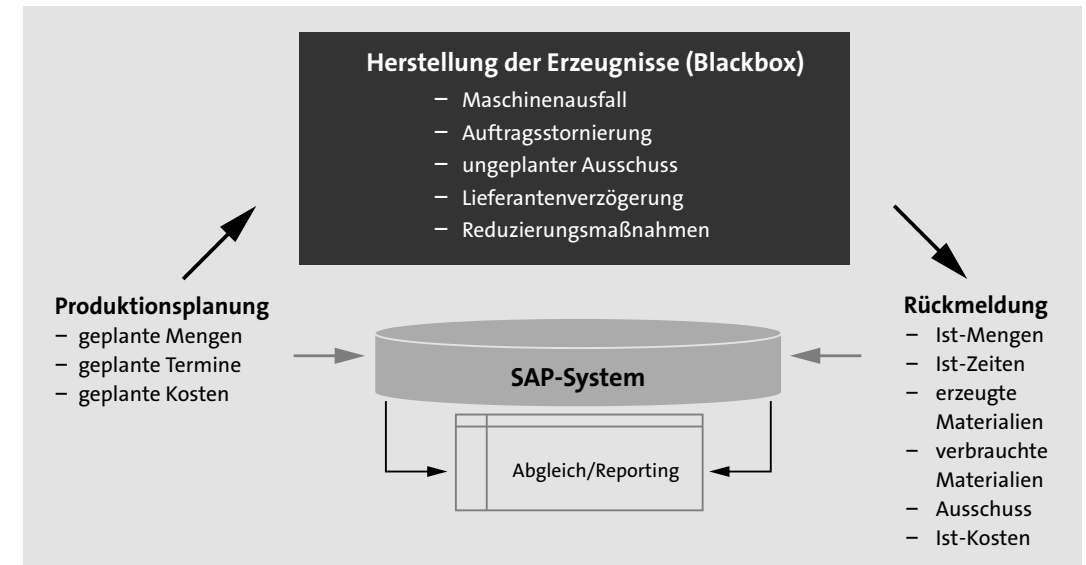 Herstellung der Erzeugnisse (Blackbox)
– Maschinenausfall
– Auftragsstornierung
– ungeplanter Ausschuss
– Lieferantenverzögerung
– Reduzierungsmaßnahmen
Produktionsplanung
– geplante Mengen
– geplante Termine
– geplante Kosten
SAP-System
Abgleich/Reporting
Rückmeldung
– Ist-Mengen
– Ist-Zeiten
– erzeugte
Materialien
– verbrauchte
Materialien
– Ausschuss
– Ist-Kosten